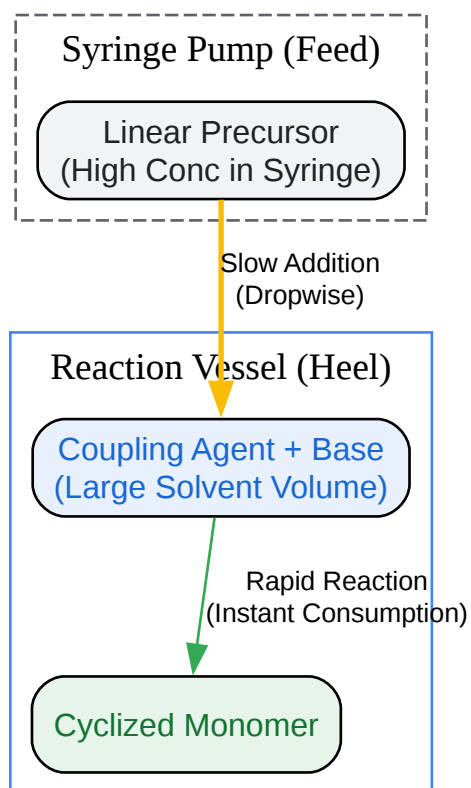 Syringe Pump (Feed)
Linear Precursor
(High Conc in Syringe)
Slow Addition
(Dropwise)
Reaction Vessel (Heel)
Coupling Agent + Base
(Large Solvent Volume)
Rapid Reaction
(Instant Consumption)
Cyclized Monomer